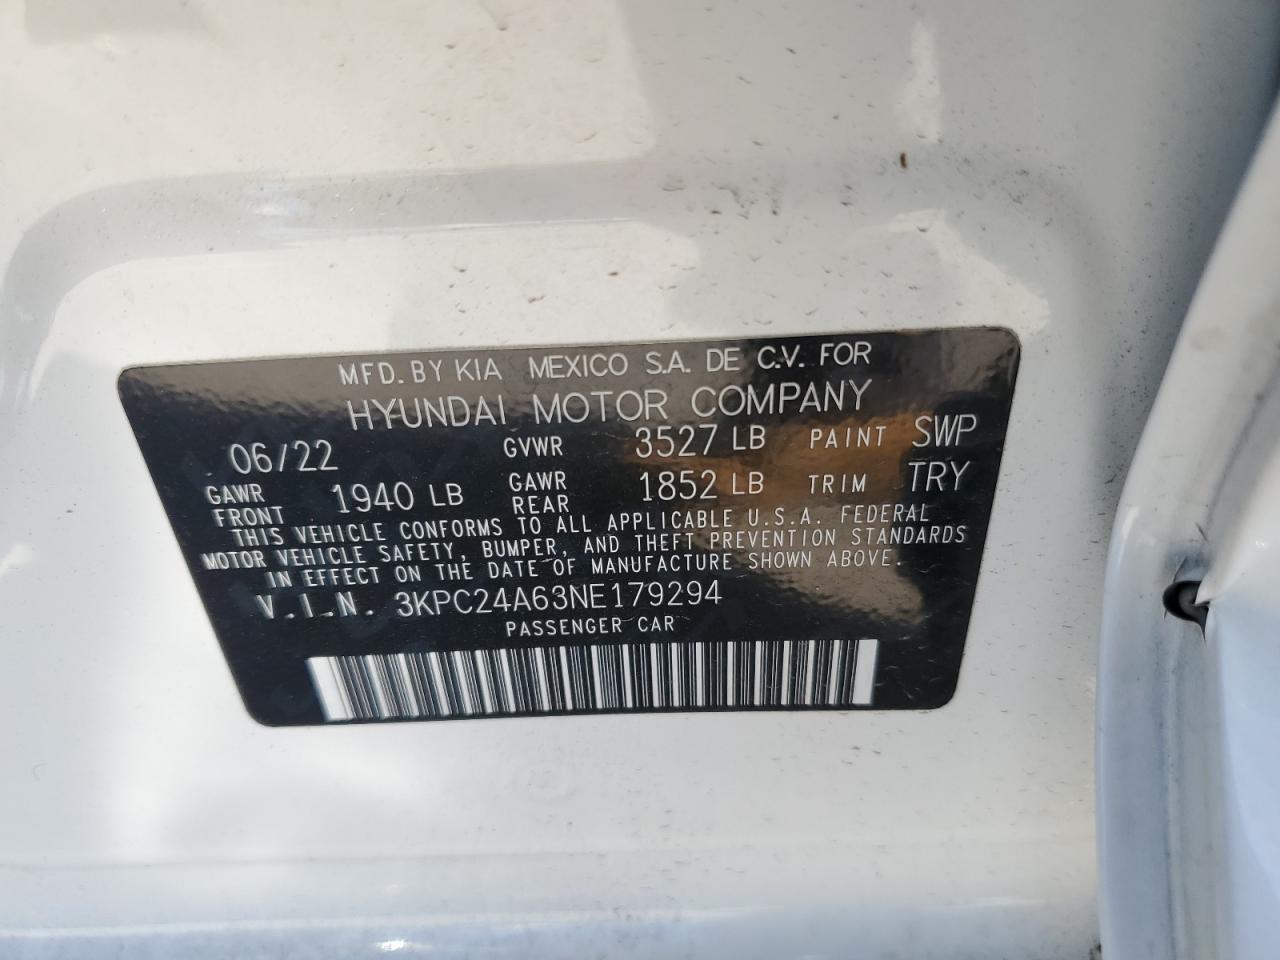 MFD. BY KIA MEXICO S.A. DE C.V. FOR
HYUNDAI MOTOR COMPANY
06/22 GVWR 3527 LB PAINT SWP
GAWR FRONT 1940 LB GAWR REAR 1852 LB TRIM TRY
THIS VEHICLE CONFORMS TO ALL APPLICABLE U.S.A. FEDERAL
MOTOR VEHICLE SAFETY, BUMPER, AND THEFT PREVENTION STANDARDS
IN EFFECT ON THE DATE OF MANUFACTURE SHOWN ABOVE.
V.I.N. 3KPC24A63NE179294
PASSENGER CAR